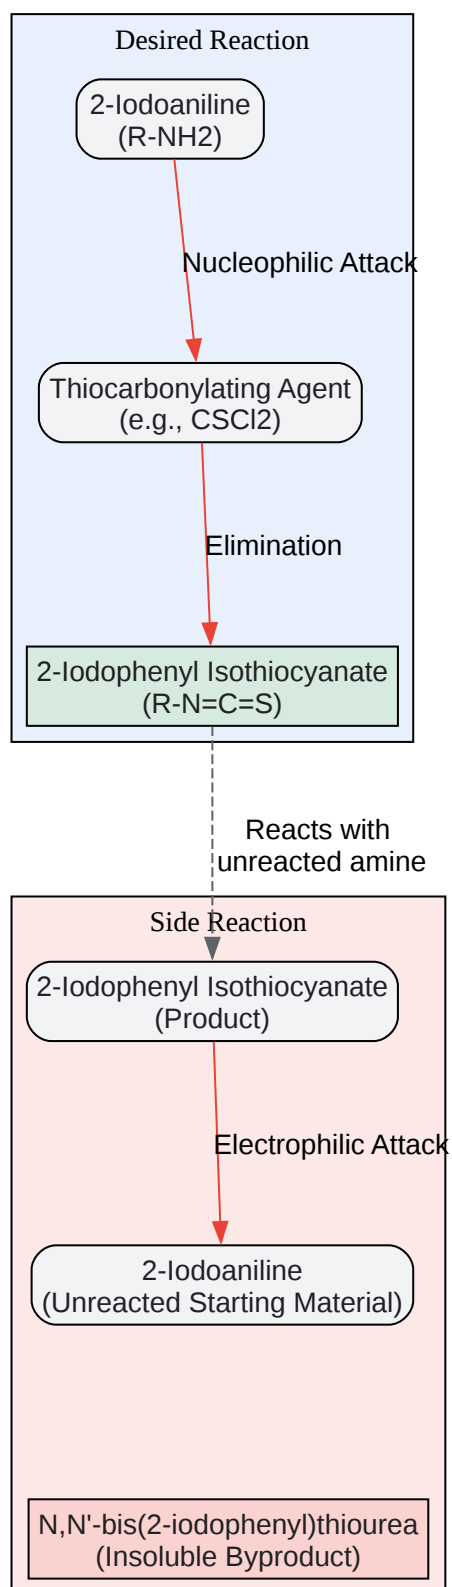 Desired Reaction
2-Iodoaniline
(R-NH2)
Nucleophilic Attack
Thiocarbonylating Agent
(e.g., CSCl2)
Elimination
2-Iodophenyl Isothiocyanate
(R-N=C=S)
Reacts with
unreacted amine
Side Reaction
2-Iodophenyl Isothiocyanate
(Product)
Electrophilic Attack
2-Iodoaniline
(Unreacted Starting Material)
N,N'-bis(2-iodophenyl)thiourea
(Insoluble Byproduct)